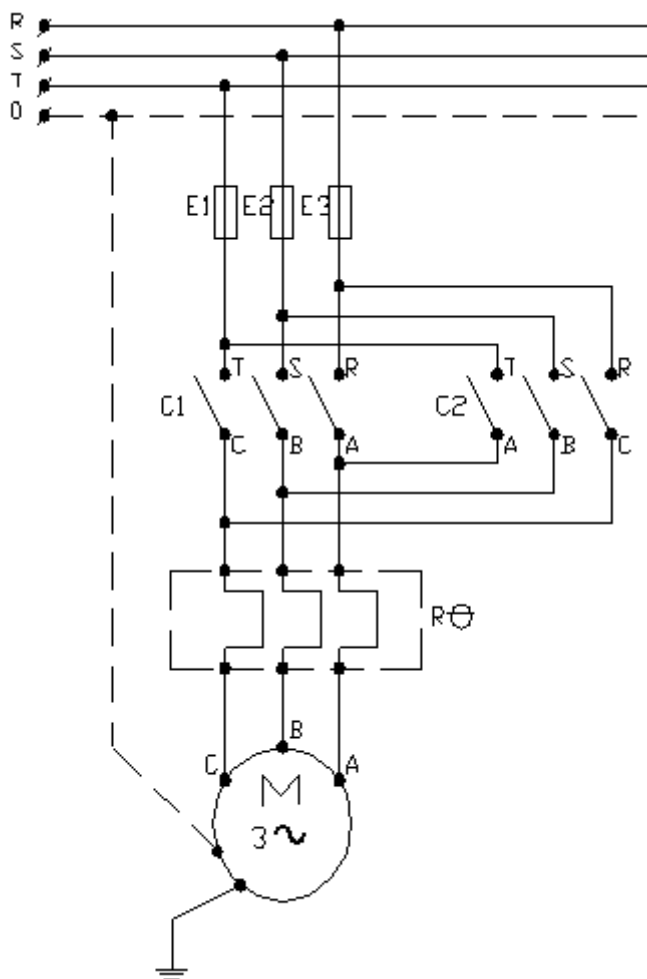 R
S
T
0
E1 E2 E3
T S R T S R
C1 C2
C B A A B C
RΘ
B
C A
M
3~